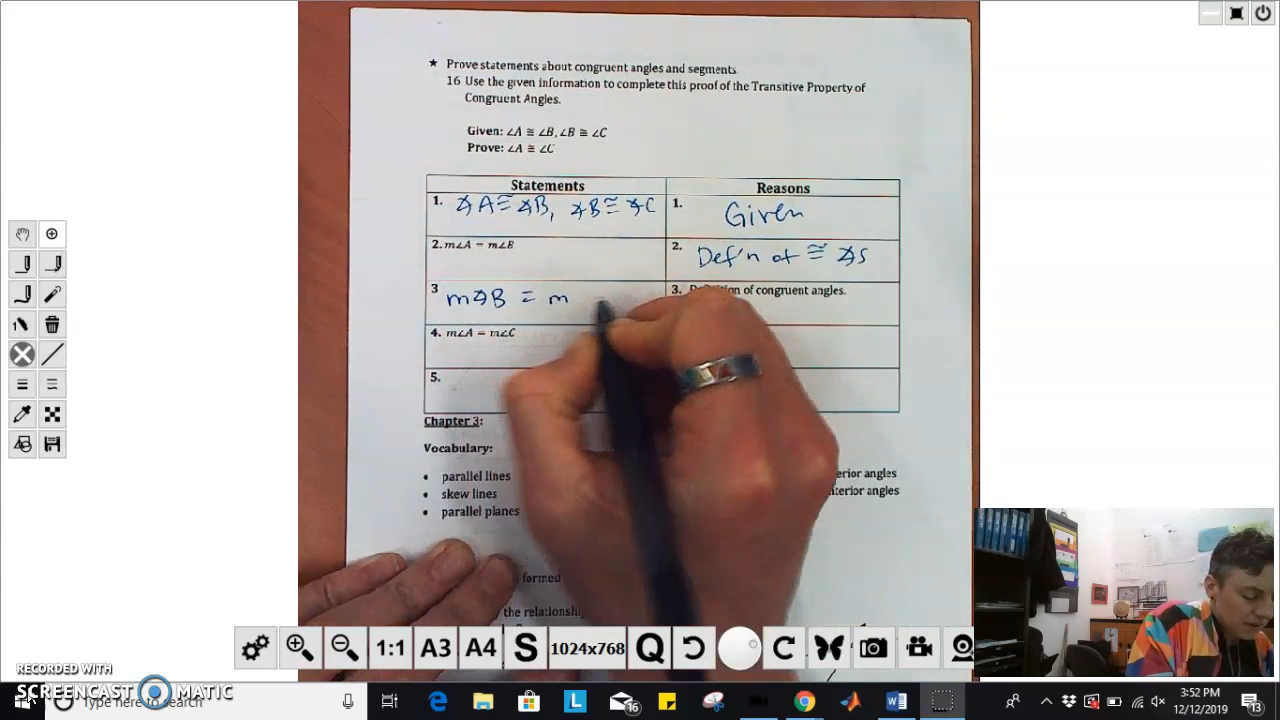 ★ Prove statements about congruent angles and segments.
16 Use the given information to complete this proof of the Transitive Property of
Congruent Angles.
Given: ∠A ≅ ∠B, ∠B ≅ ∠C
Prove: ∠A ≅ ∠C
Statements
Reasons
1. ∡A≅∡B, ∡B≅∡C
1. Given
2. m∠A = m∠B
2. Def'n of ≅ ∡s
3 m∡B = m
3. of congruent angles.
4. m∠A = m∠C
5.
Chapter 3:
Vocabulary:
• parallel lines
• skew lines
• parallel planes
angles
angles
formed
the
1:1
A3
A4
S
1024x768
Q
RECORDED WITH
SCREENCAST MATIC
Type here to search
16
3:52 PM
12/12/2019
13